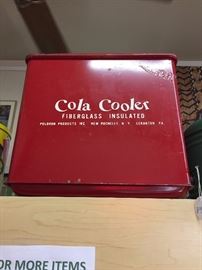 Cola Cooler
FIBERGLASS INSULATED
POLORON PRODUCTS INC. NEW ROCHELLE N. Y. SCRANTON PA.
OR MORE ITEMS